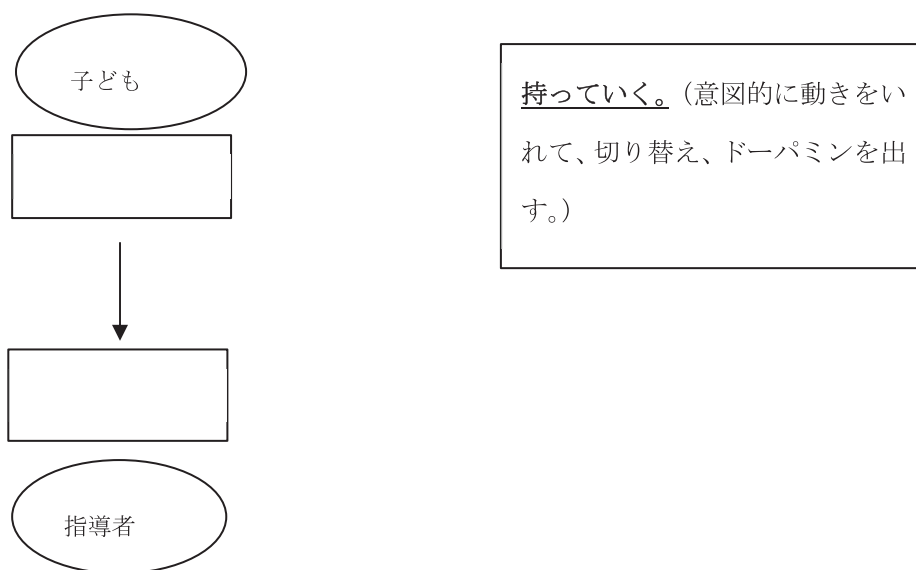 子ども
持っていく。（意図的に動きをい
れて、切り替え、ドーパミンを出
す。）
指導者